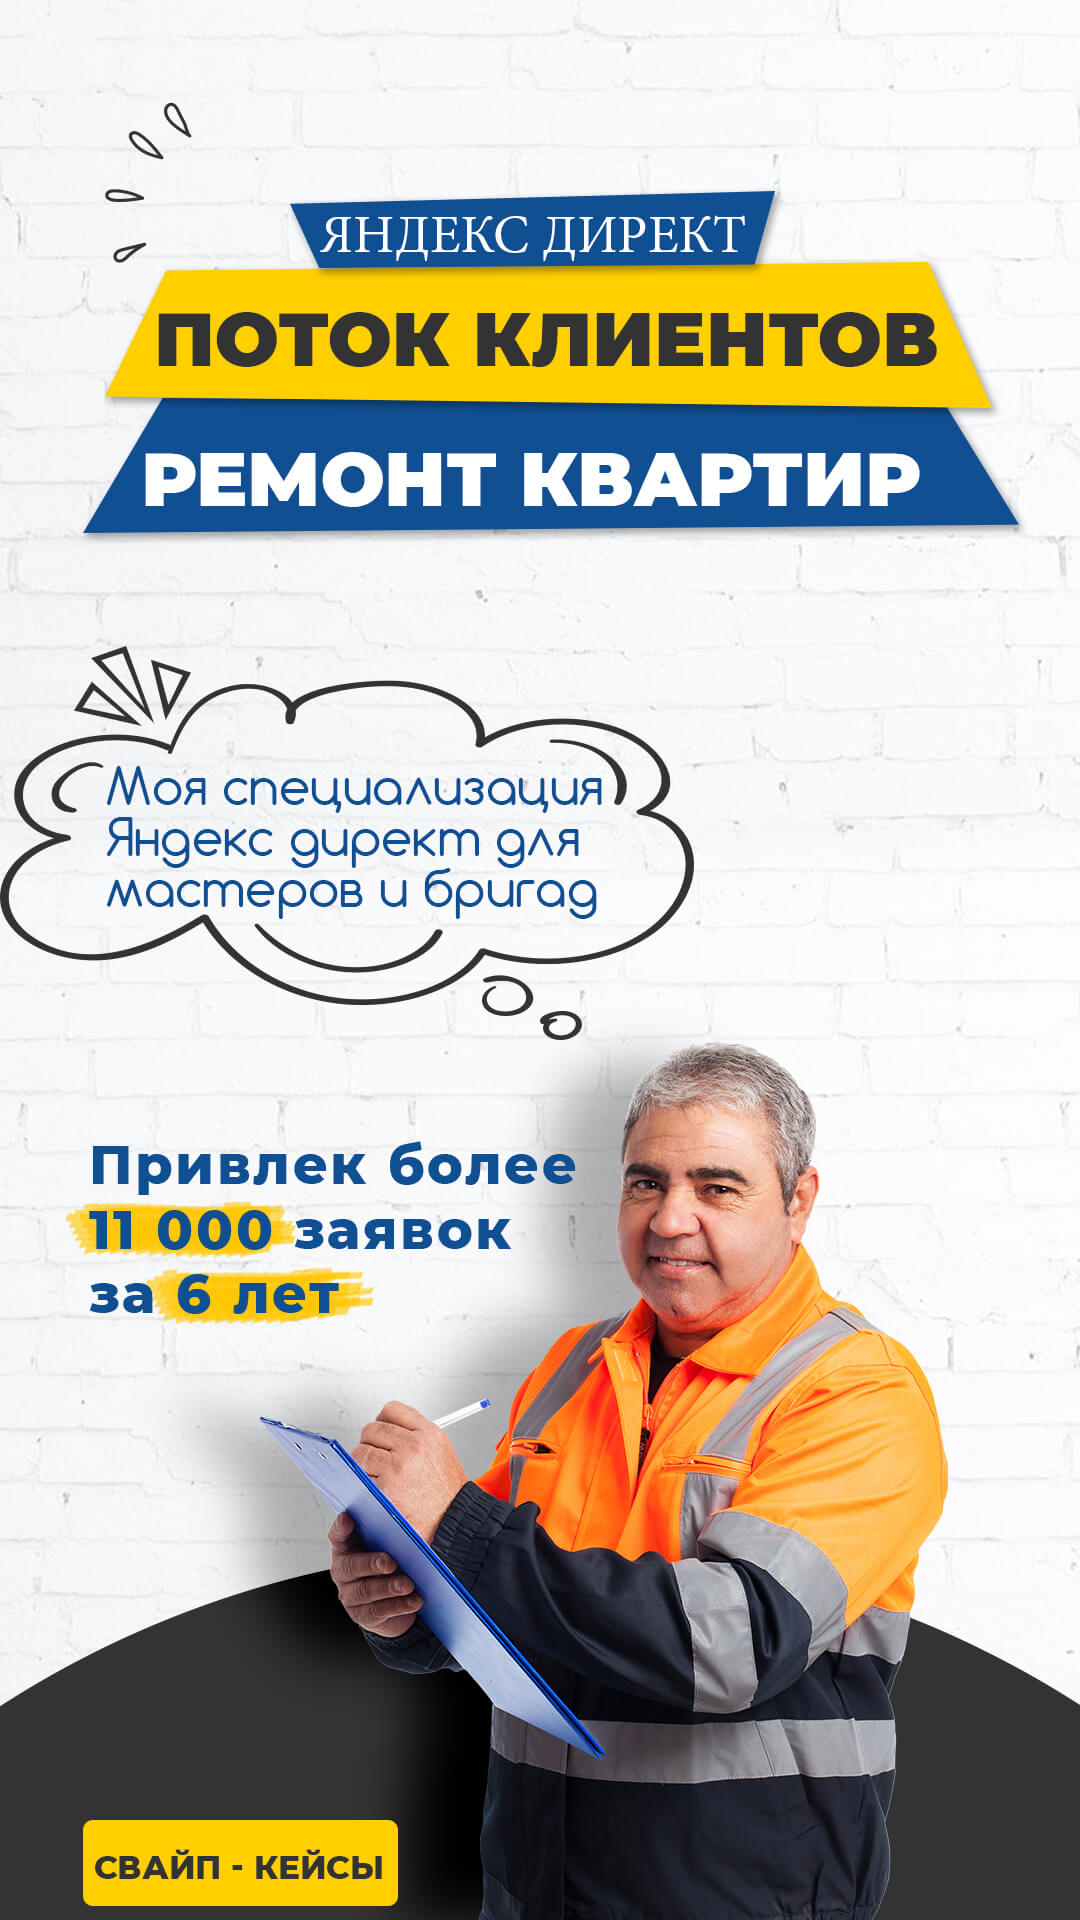 ЯНДЕКС ДИРЕКТ
ПОТОК КЛИЕНТОВ
РЕМОНТ КВАРТИР
Моя специализация
Яндекс директ для
мастеров и бригад
Привлек более
11 000 заявок
за 6 лет
СВАЙП - КЕЙСЫ